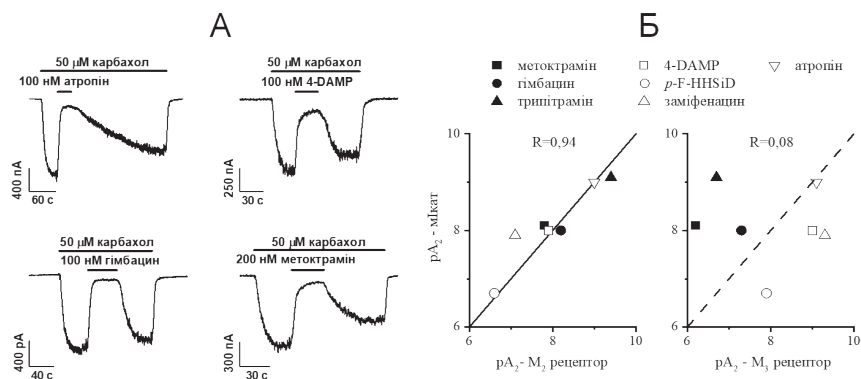 А
Б
50 μM карбахол
100 нМ атропін
400 nA
60 с
50 μM карбахол
100 нМ 4-DAMP
250 nA
30 с
50 μM карбахол
100 нМ гімбацин
400 pA
40 с
50 μM карбахол
200 нМ метоктрамін
300 nA
30 с
метоктрамін
4-DAMP
атропін
гімбацин
p-F-HHSiD
трипітрамін
заміфенацин
R=0,94
R=0,08
pA2 - мІкат
10
8
6
6
8
10
pA2 - M2 рецептор
10
8
6
6
8
10
pA2 - M3 рецептор